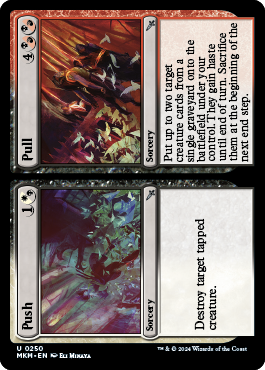 Pull
4
Sorcery
Put up to two target
creature cards from a
single graveyard onto the
battlefield under your
control. They gain haste
until end of turn. Sacrifice
them at the beginning of the
next end step.
Push
1
Sorcery
Destroy target tapped
creature.
U 0250
MKM • EN Eli Minaya
™ & © 2024 Wizards of the Coast